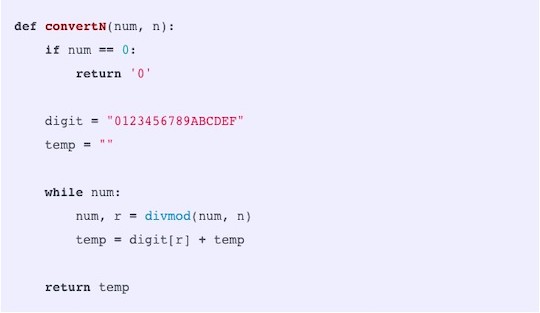 def convertN(num, n):
    if num == 0:
        return '0'

    digit = "0123456789ABCDEF"
    temp = ""

    while num:
        num, r = divmod(num, n)
        temp = digit[r] + temp

    return temp